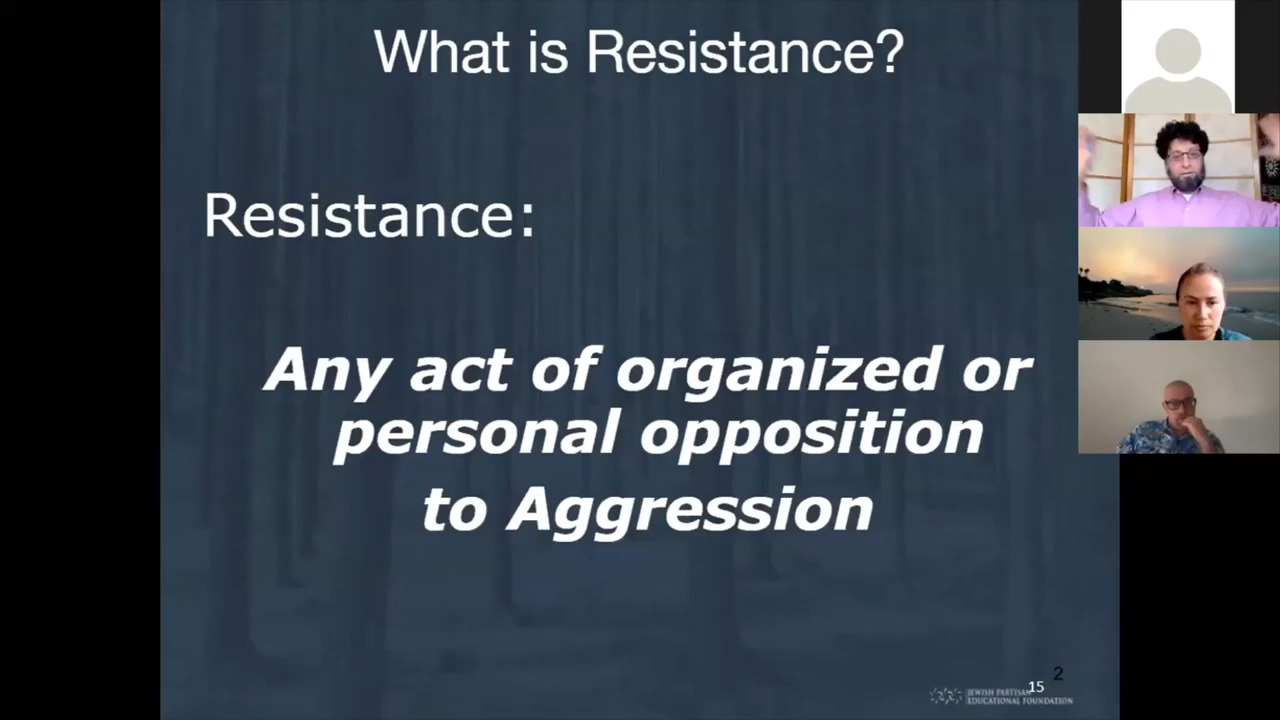 What is Resistance?
Resistance:
Any act of organized or
personal opposition
to Aggression
2
15
JEWISH PARTISAN
EDUCATIONAL FOUNDATION